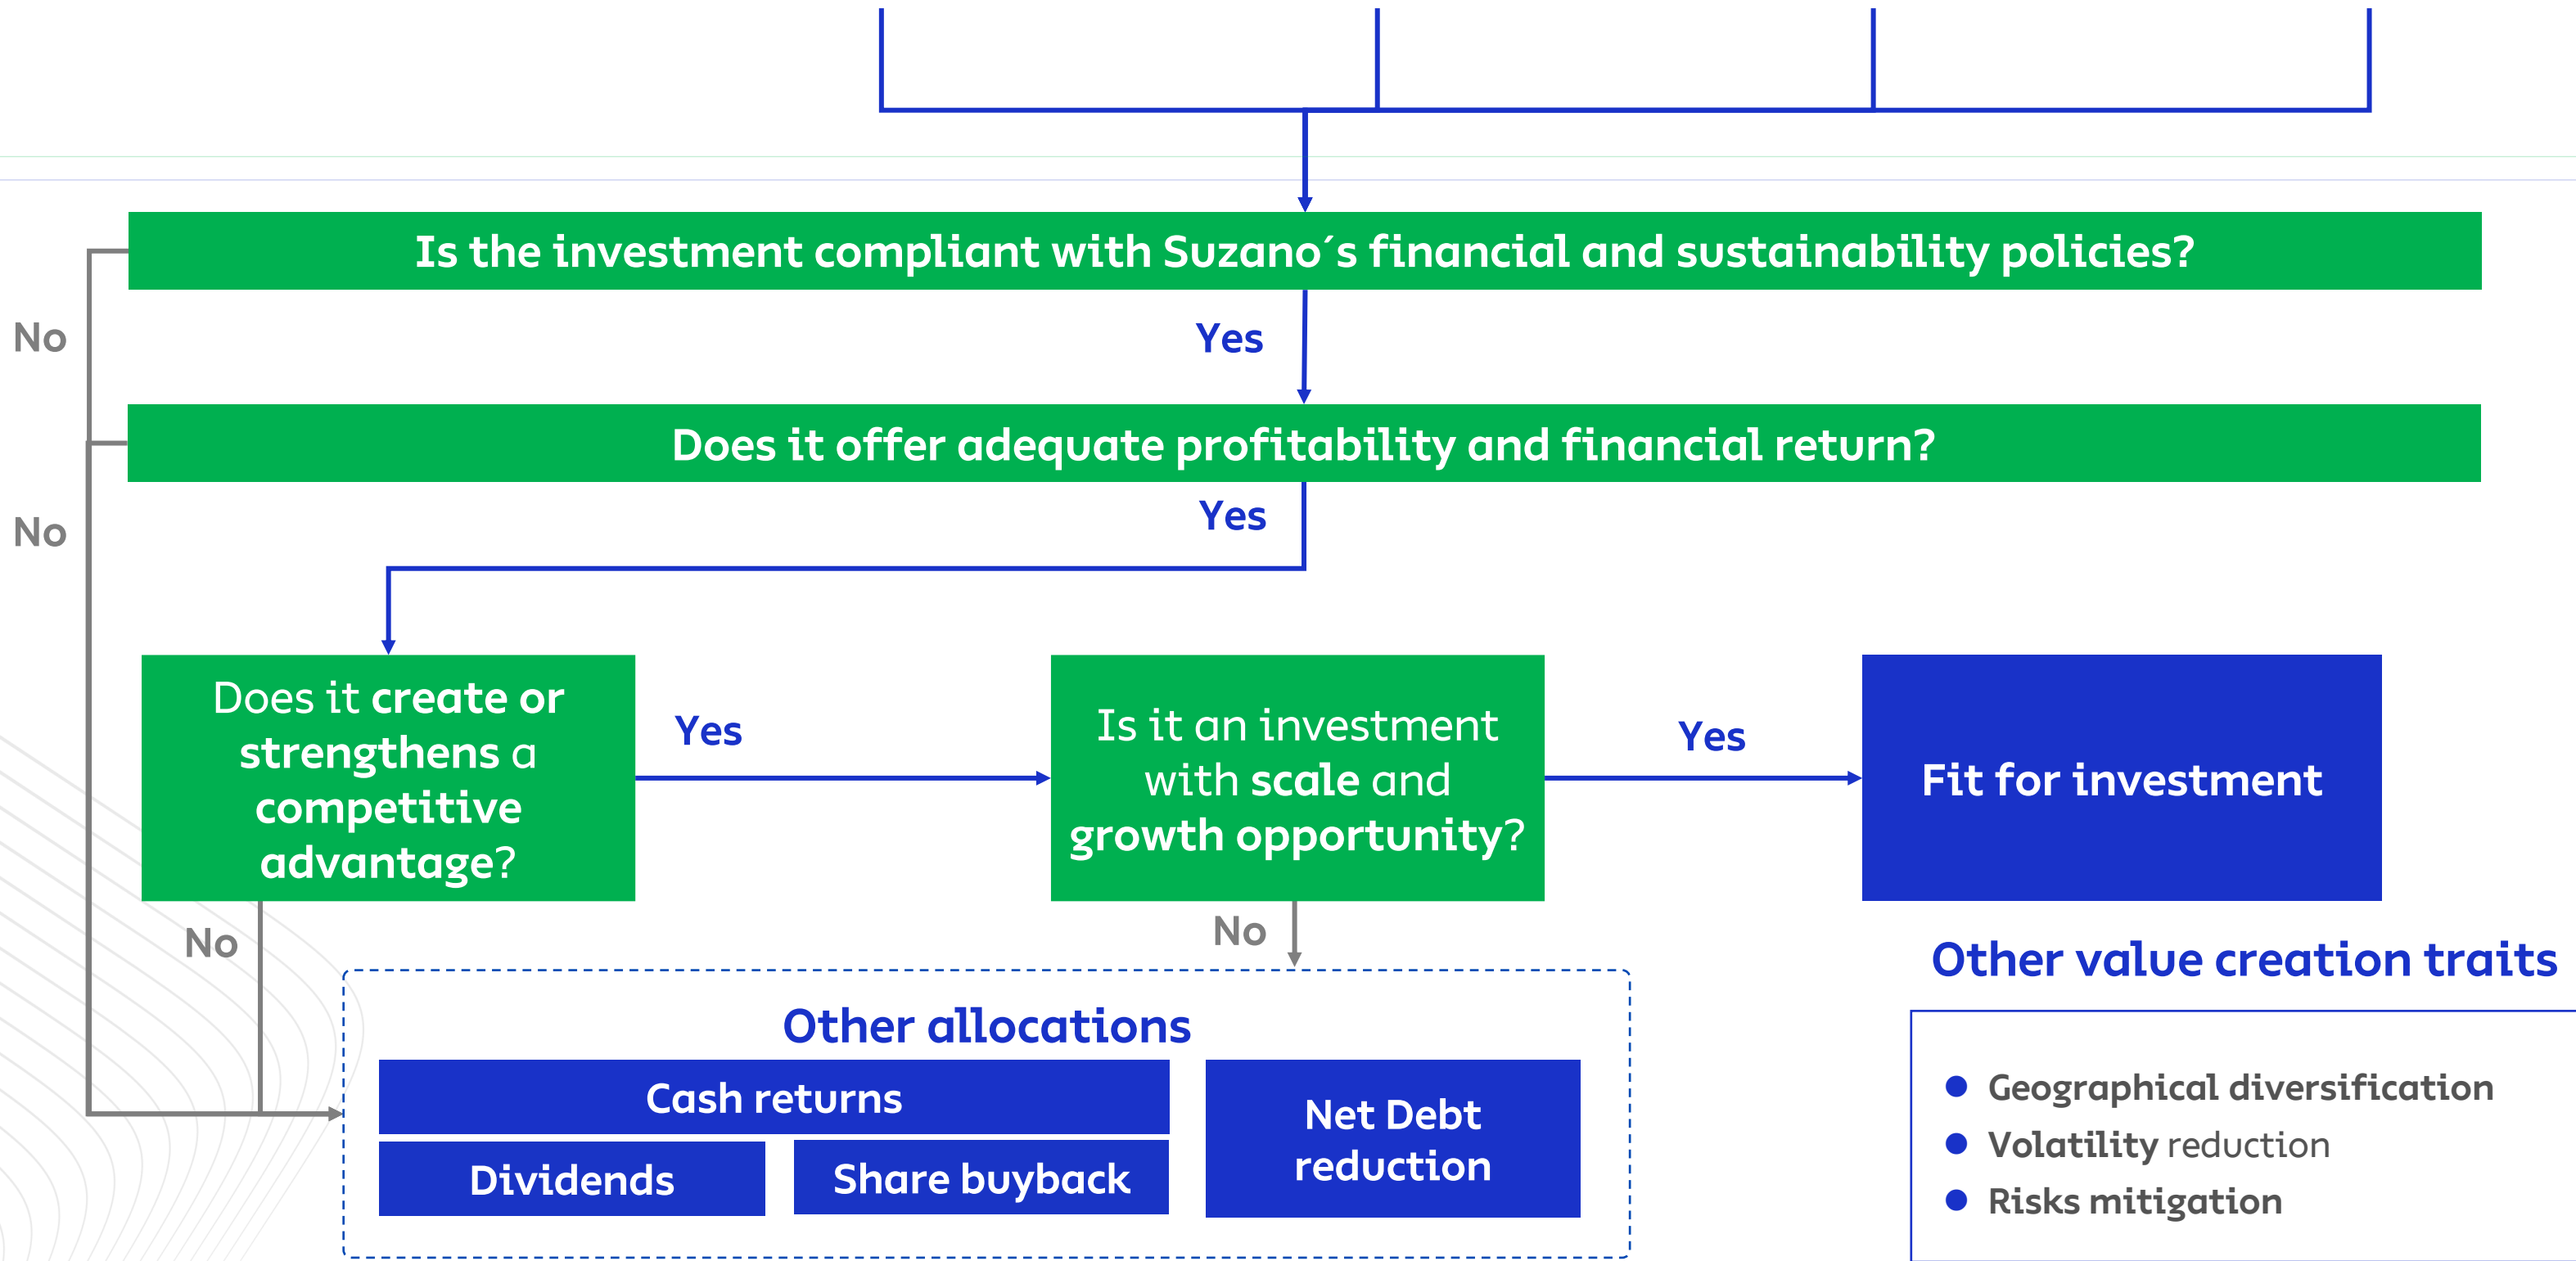 Is the investment compliant with Suzano´s financial and sustainability policies?
No
Yes
Does it offer adequate profitability and financial return?
No
Yes
Does it create or
strengthens a
competitive
advantage?
Yes
Is it an investment
with scale and
growth opportunity?
Yes
Fit for investment
No
No
Other allocations
Cash returns
Dividends
Share buyback
Net Debt
reduction
Other value creation traits
● Geographical diversification
● Volatility reduction
● Risks mitigation